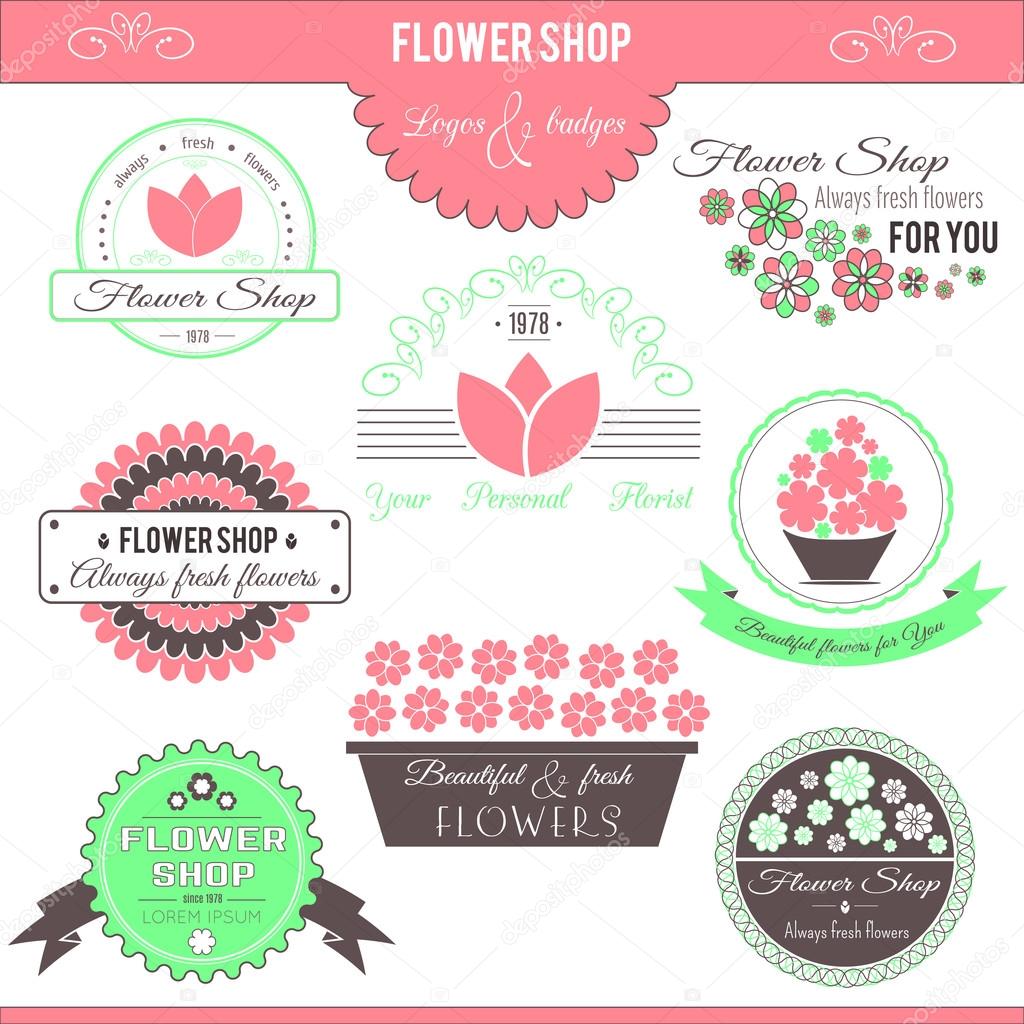 FLOWER SHOP
Logos & badges
always • fresh • flowers
Flower Shop
1978
Flower Shop
Always fresh flowers
FOR YOU
• 1978 •
Your Personal Florist
FLOWER SHOP
Always fresh flowers
Beautiful flowers for You
Beautiful & fresh
FLOWERS
FLOWER
SHOP
since 1978
LOREM IPSUM
Flower Shop
Always fresh flowers
depositphotos